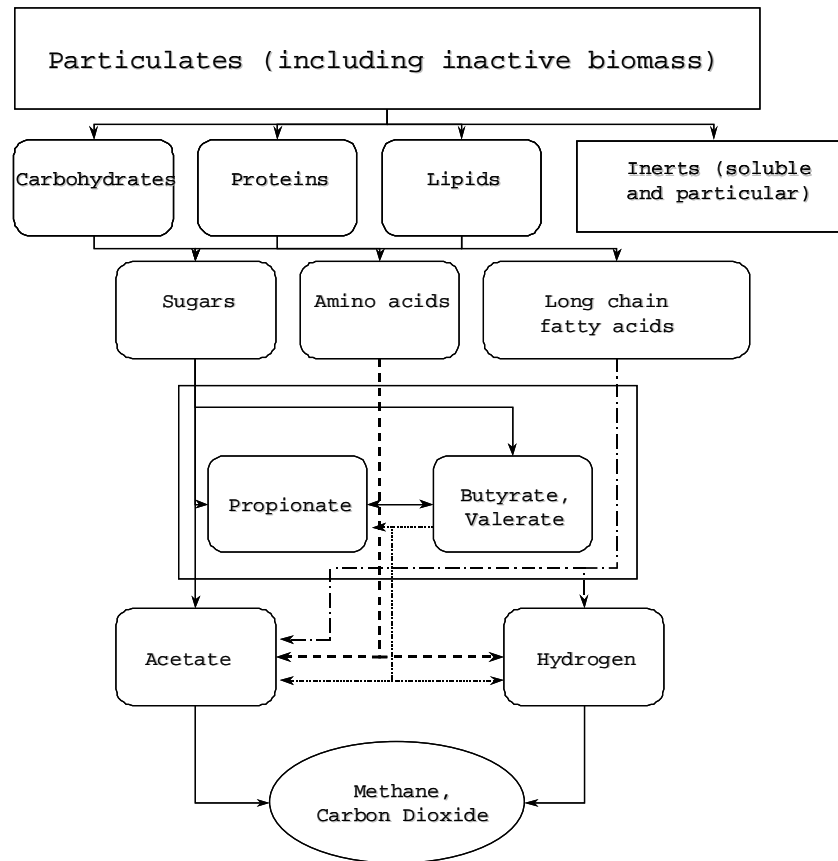 Particulates (including inactive biomass)
Carbohydrates
Proteins
Lipids
Inerts (soluble
and particular)
Sugars
Amino acids
Long chain
fatty acids
Propionate
Butyrate,
Valerate
Acetate
Hydrogen
Methane,
Carbon Dioxide